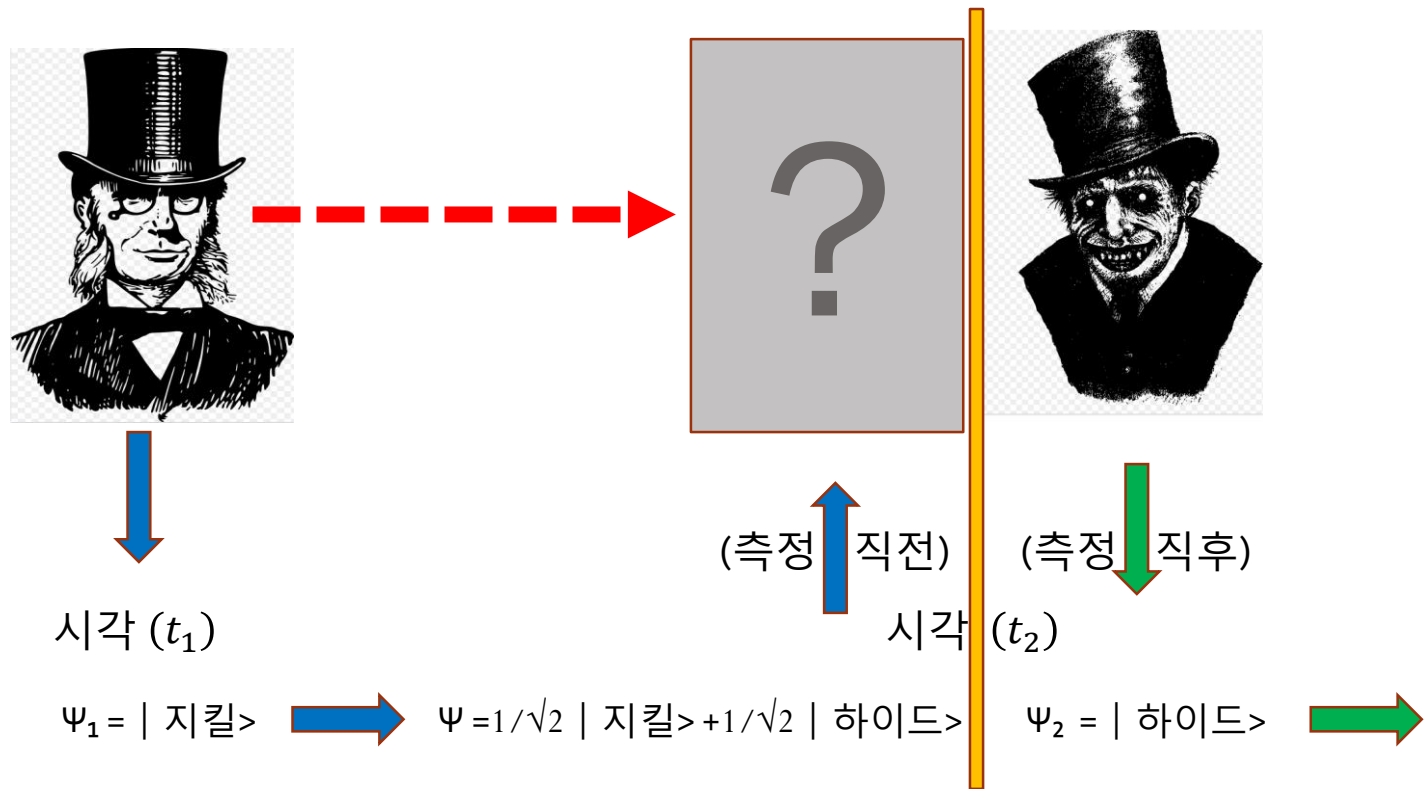 ?
(측정 직전) (측정 직후)
시각 (t₁) 시각 (t₂)
Ψ₁ = | 지킬> Ψ =1/√2 | 지킬> +1/√2 | 하이드> Ψ₂ = | 하이드>